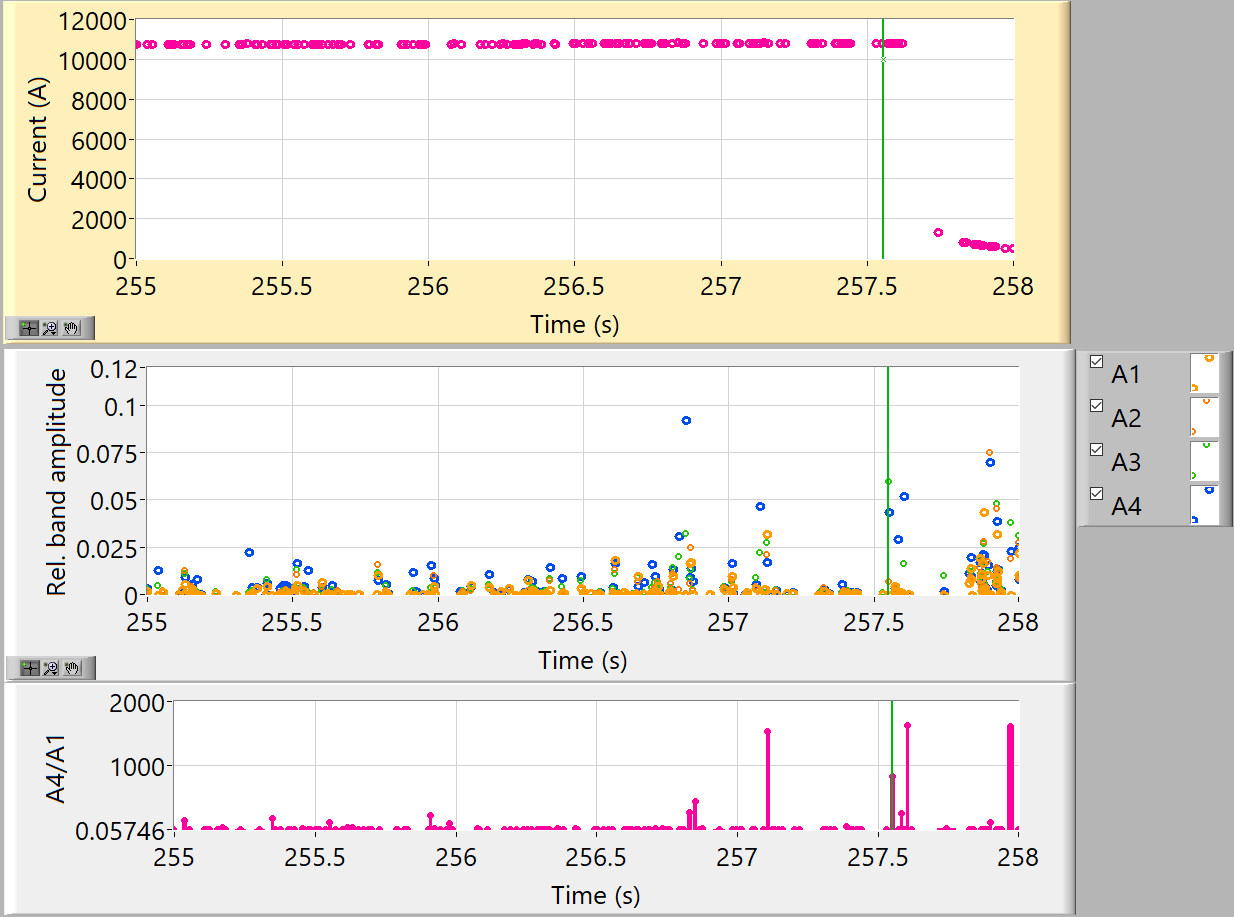 12000
10000
8000
6000
4000
2000
0
Current (A)
255 255.5 256 256.5 257 257.5 258
Time (s)
0.12
0.1
0.075
0.05
0.025
0
Rel. band amplitude
255 255.5 256 256.5 257 257.5 258
Time (s)
A1
A2
A3
A4
2000
1000
0.05746
A4/A1
255 255.5 256 256.5 257 257.5 258
Time (s)